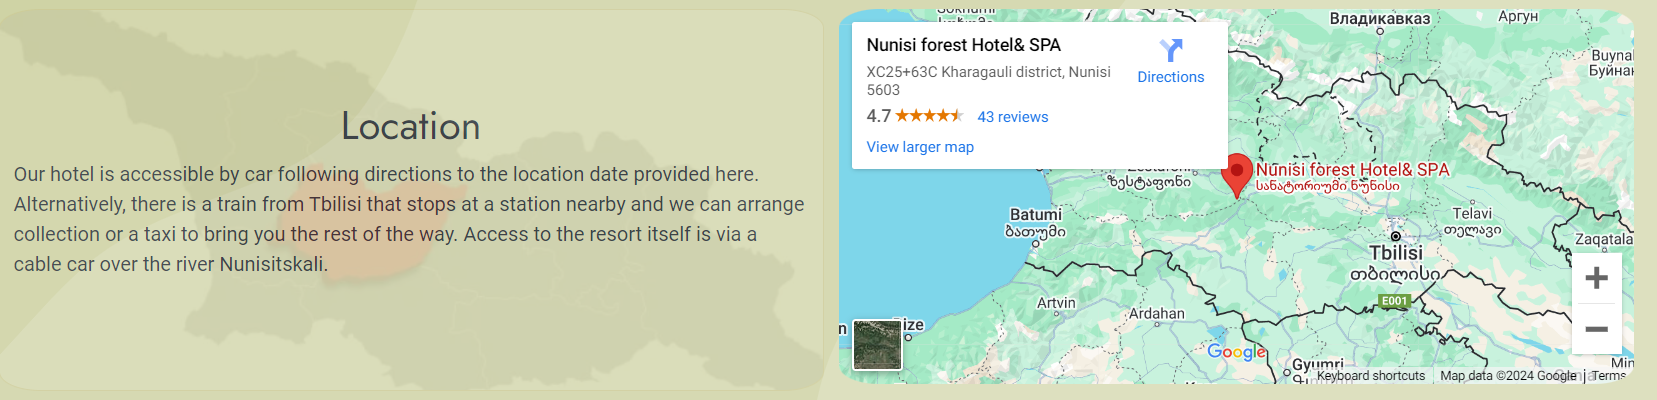 Location
Our hotel is accessible by car following directions to the location date provided here.
Alternatively, there is a train from Tbilisi that stops at a station nearby and we can arrange
collection or a taxi to bring you the rest of the way. Access to the resort itself is via a
cable car over the river Nunisitskali.
Nunisi forest Hotel& SPA
XC25+63C Kharagauli district, Nunisi
5603
Directions
4.7
43 reviews
View larger map
Владикавказ
Аргун
Nunisi forest Hotel& SPA
სანატორიუმი ნუნისი
ზესტაფონი
Batumi
ბათუმი
Telavi
თელავი
Zaqatala
Tbilisi
თბილისი
E001
Artvin
Ardahan
Google
Gyumri
Keyboard shortcuts
Map data ©2024 Google
Terms